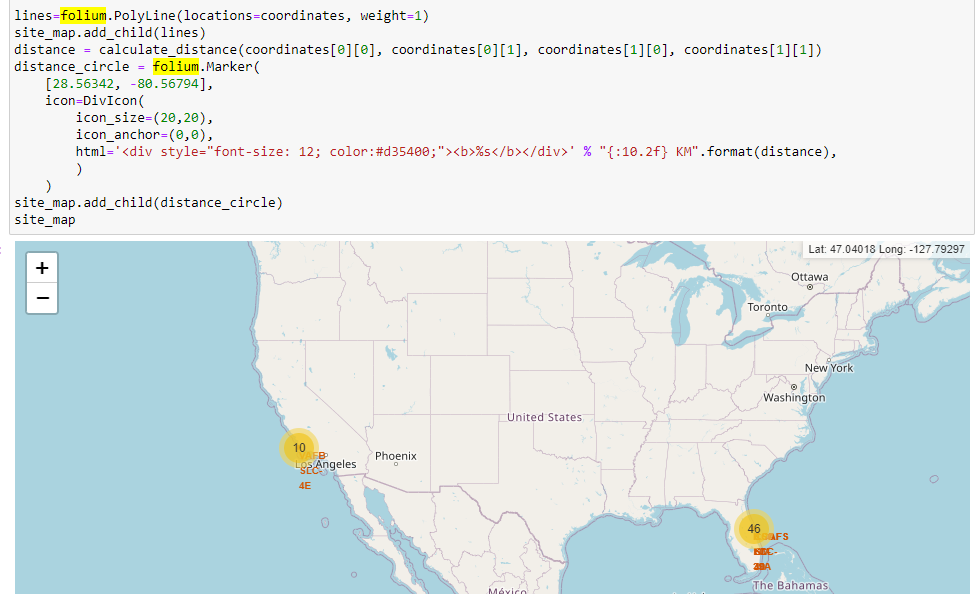 lines=folium.PolyLine(locations=coordinates, weight=1)
site_map.add_child(lines)
distance = calculate_distance(coordinates[0][0], coordinates[0][1], coordinates[1][0], coordinates[1][1])
distance_circle = folium.Marker(
    [28.56342, -80.56794],
    icon=DivIcon(
        icon_size=(20,20),
        icon_anchor=(0,0),
        html='<div style="font-size: 12; color:#d35400;"><b>%s</b></div>' % "{:10.2f} KM".format(distance),
        )
    )
site_map.add_child(distance_circle)
site_map
+
−
Lat: 47.04018 Long: -127.79297
Ottawa
Toronto
New York
Washington
United States
10
Los Angeles
Phoenix
SLC-
4E
46
The Bahamas
México